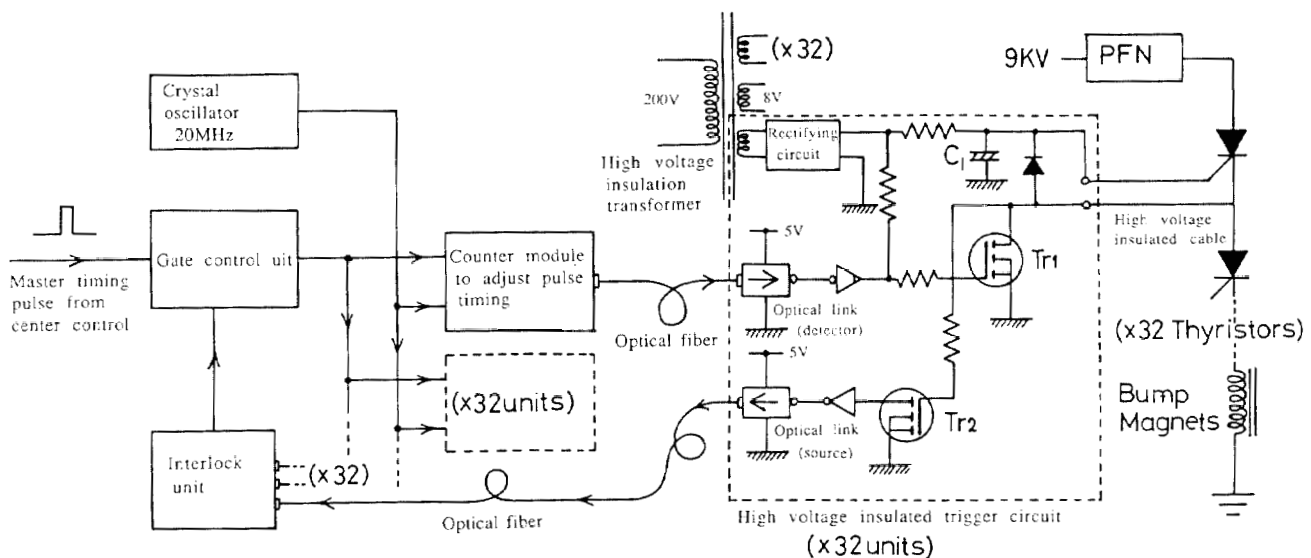 Crystal
oscillator
20MHz
200V
(x32)
8V
High voltage
insulation
transformer
Rectifying
circuit
C1
9KV
PFN
Master timing
pulse from
center control
Gate control uit
Counter module
to adjust pulse
timing
Optical fiber
5V
Optical link
(detector)
Tr1
High voltage
insulated cable
(x32 Thyristors)
Bump
Magnets
(x32units)
5V
Optical link
(source)
Tr2
Interlock
unit
(x32)
Optical fiber
High voltage insulated trigger circuit
(x32units)